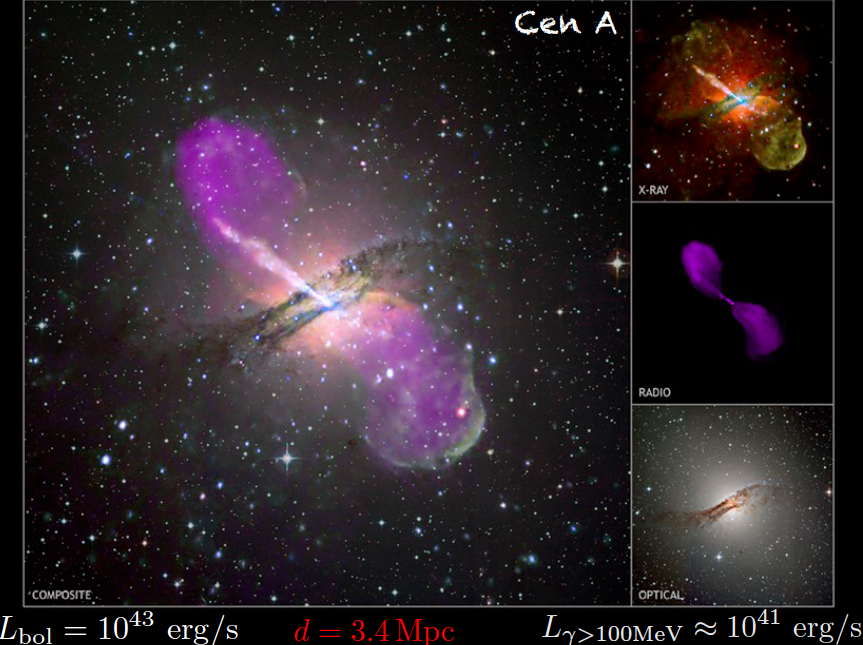 Cen A
X-RAY
RADIO
COMPOSITE
OPTICAL
L_bol = 10^43 erg/s
d = 3.4 Mpc
L_γ>100MeV ≈ 10^41 erg/s